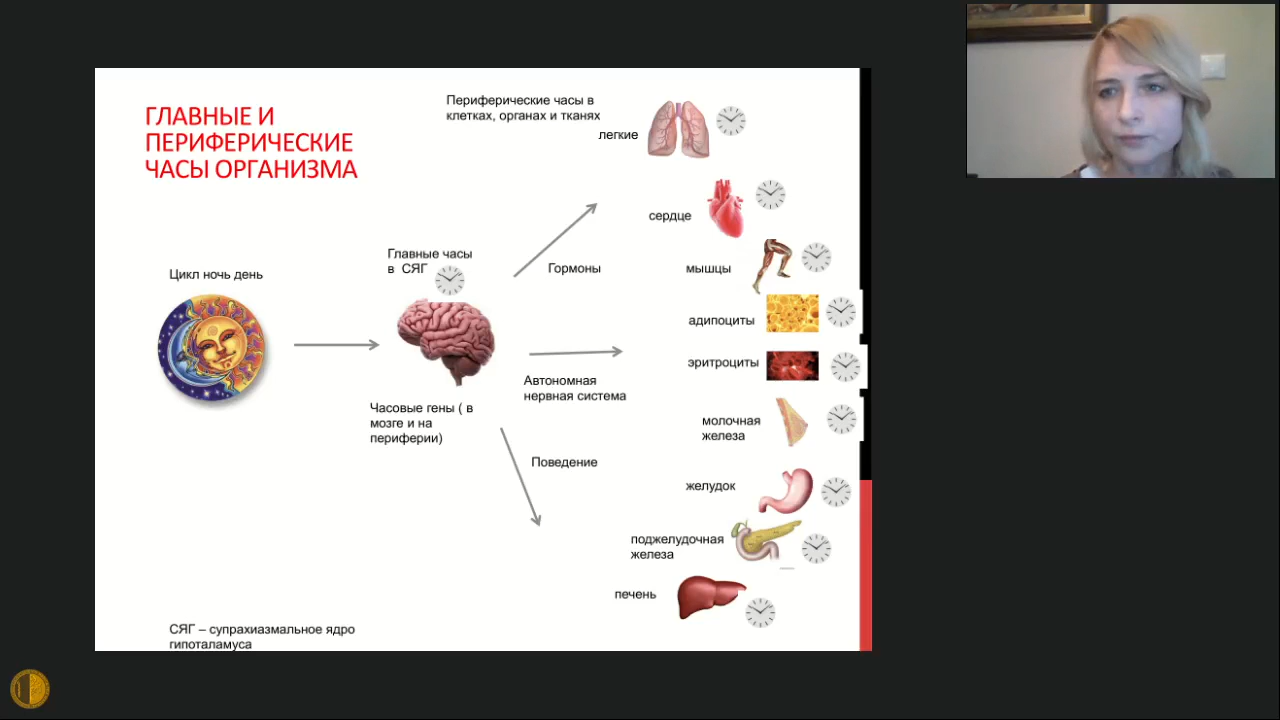 ГЛАВНЫЕ И
ПЕРИФЕРИЧЕСКИЕ
ЧАСЫ ОРГАНИЗМА
Периферические часы в
клетках, органах и тканях
легкие
сердце
Главные часы
в СЯГ
Цикл ночь день
Гормоны
мышцы
адипоциты
эритроциты
Автономная
нервная система
Часовые гены ( в
мозге и на
периферии)
молочная
железа
Поведение
желудок
поджелудочная
железа
печень
СЯГ – супрахиазмальное ядро
гипоталамуса